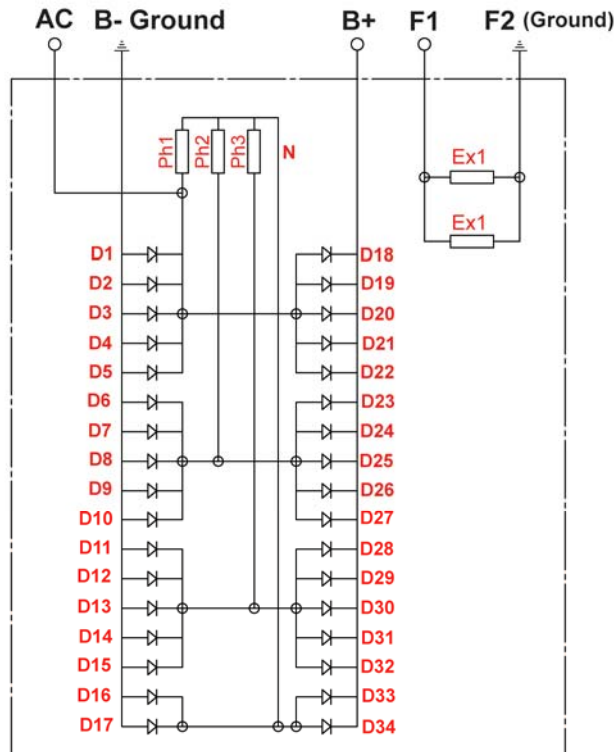 AC B- Ground B+ F1 F2 (Ground)
Ph1 Ph2 Ph3 N
Ex1
Ex1
D1 D18
D2 D19
D3 D20
D4 D21
D5 D22
D6 D23
D7 D24
D8 D25
D9 D26
D10 D27
D11 D28
D12 D29
D13 D30
D14 D31
D15 D32
D16 D33
D17 D34